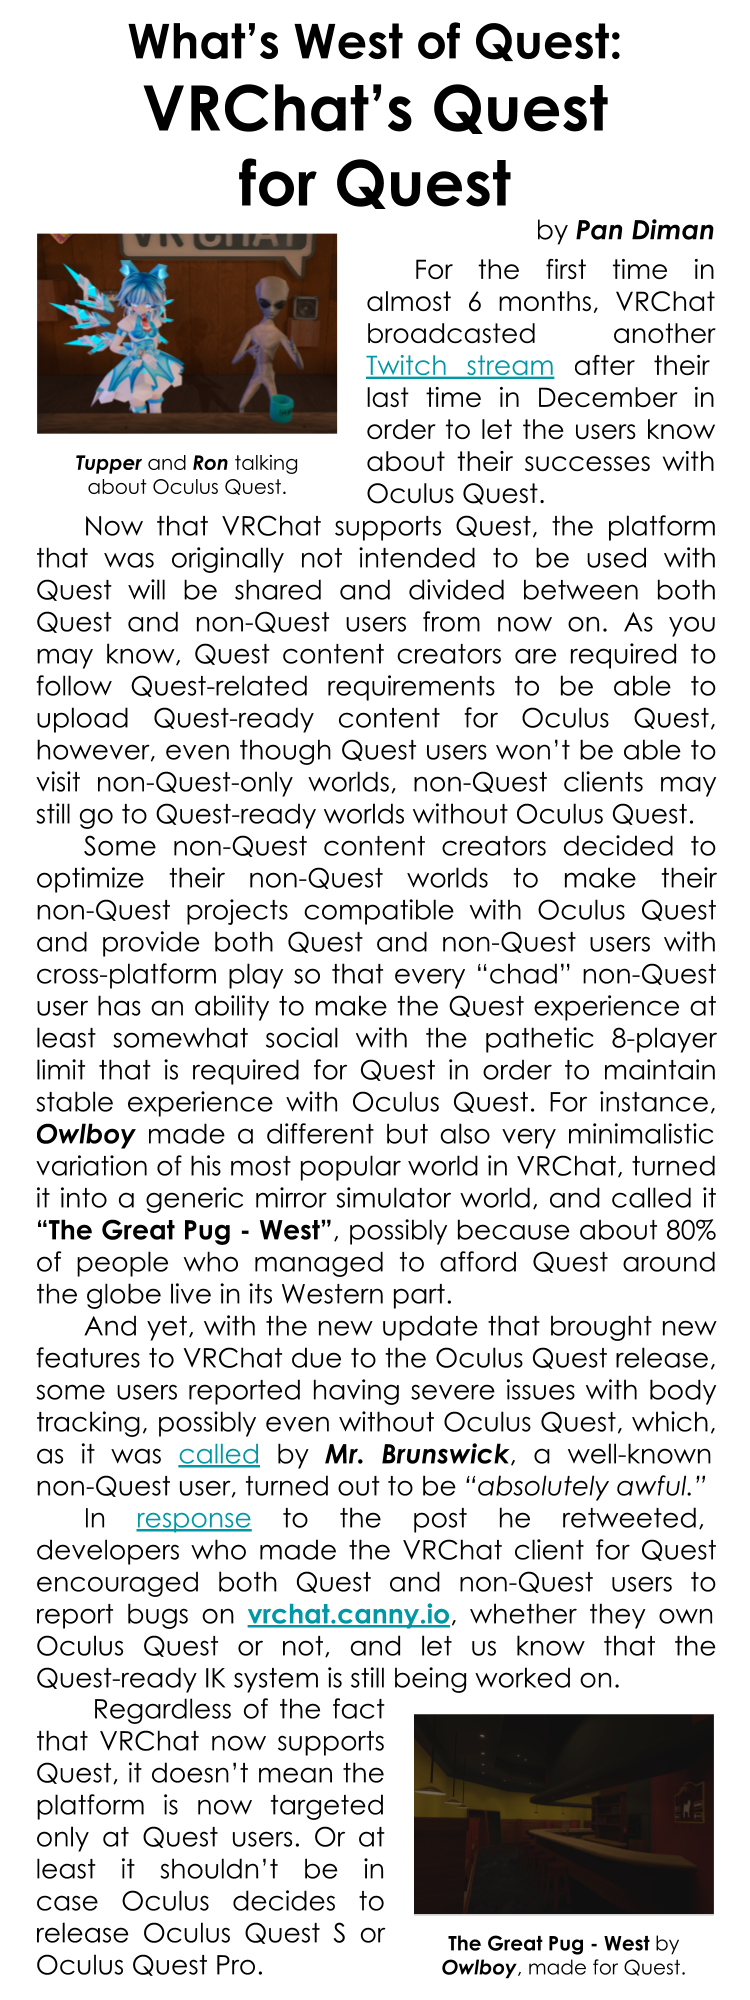 What's West of Quest:
VRChat's Quest
for Quest
by Pan Diman
VR CHAT
Tupper and Ron talking
about Oculus Quest.
For the first time in
almost 6 months, VRChat
broadcasted another
Twitch stream after their
last time in December in
order to let the users know
about their successes with
Oculus Quest.
Now that VRChat supports Quest, the platform
that was originally not intended to be used with
Quest will be shared and divided between both
Quest and non-Quest users from now on. As you
may know, Quest content creators are required to
follow Quest-related requirements to be able to
upload Quest-ready content for Oculus Quest,
however, even though Quest users won't be able to
visit non-Quest-only worlds, non-Quest clients may
still go to Quest-ready worlds without Oculus Quest.
Some non-Quest content creators decided to
optimize their non-Quest worlds to make their
non-Quest projects compatible with Oculus Quest
and provide both Quest and non-Quest users with
cross-platform play so that every “chad” non-Quest
user has an ability to make the Quest experience at
least somewhat social with the pathetic 8-player
limit that is required for Quest in order to maintain
stable experience with Oculus Quest. For instance,
Owlboy made a different but also very minimalistic
variation of his most popular world in VRChat, turned
it into a generic mirror simulator world, and called it
“The Great Pug - West”, possibly because about 80%
of people who managed to afford Quest around
the globe live in its Western part.
And yet, with the new update that brought new
features to VRChat due to the Oculus Quest release,
some users reported having severe issues with body
tracking, possibly even without Oculus Quest, which,
as it was called by Mr. Brunswick, a well-known
non-Quest user, turned out to be “absolutely awful.”
In response to the post he retweeted,
developers who made the VRChat client for Quest
encouraged both Quest and non-Quest users to
report bugs on vrchat.canny.io, whether they own
Oculus Quest or not, and let us know that the
Quest-ready IK system is still being worked on.
Regardless of the fact
that VRChat now supports
Quest, it doesn't mean the
platform is now targeted
only at Quest users. Or at
least it shouldn't be in
case Oculus decides to
release Oculus Quest S or
Oculus Quest Pro.
The Great Pug - West by
Owlboy, made for Quest.